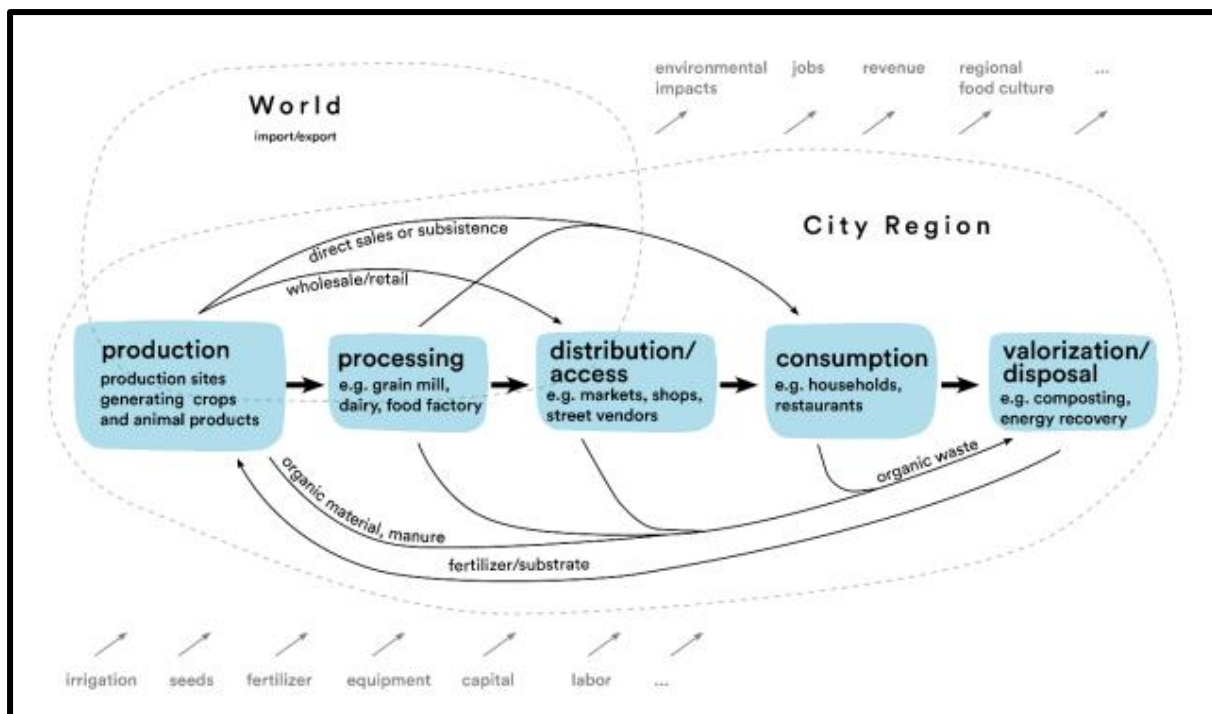 environmental
impacts
jobs
revenue
regional
food culture
...
World
import/export
City Region
direct sales or subsistence
wholesale/retail
production
production sites
generating crops
and animal products
processing
e.g. grain mill,
dairy, food factory
distribution/
access
e.g. markets, shops,
street vendors
consumption
e.g. households,
restaurants
valorization/
disposal
e.g. composting,
energy recovery
organic waste
organic material, manure
fertilizer/substrate
irrigation
seeds
fertilizer
equipment
capital
labor
...